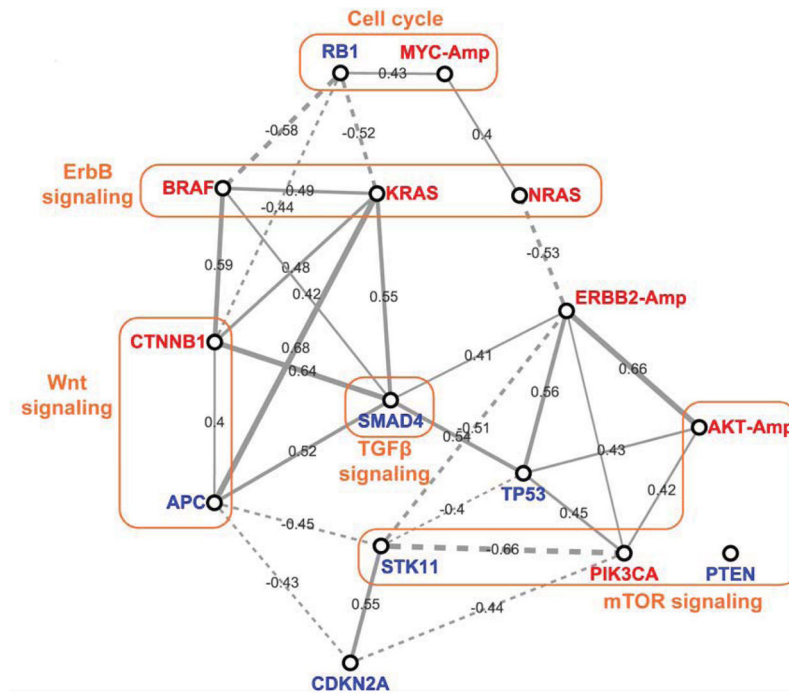 Cell cycle
RB1 MYC-Amp
0.43
-0.58 -0.52 0.4
ErbB
signaling
BRAF 0.49 KRAS NRAS
-0.44
-0.53
0.59 0.48
0.42 0.55
ERBB2-Amp
CTNNB1
0.68
0.64
0.41
0.66
Wnt
signaling
0.56
0.4
SMAD4
-0.51
0.54
AKT-Amp
TGFβ
signaling
0.52
0.43
0.42
APC
TP53
-0.45 -0.4 0.45
STK11 -0.66 PIK3CA PTEN
mTOR signaling
-0.43
0.55 -0.44
CDKN2A